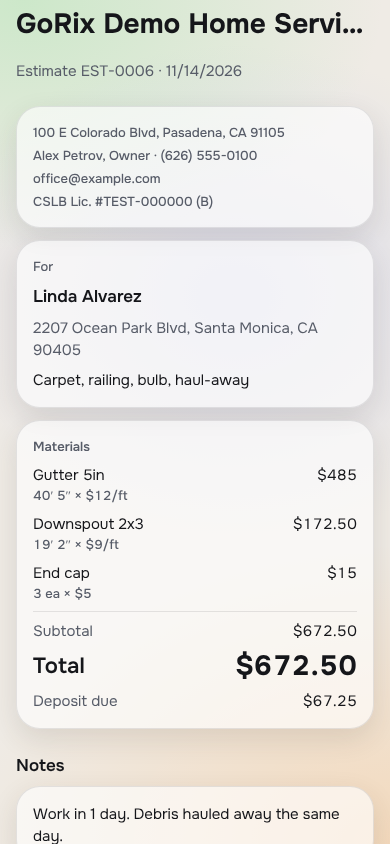 GoRix Demo Home Servi...
Estimate EST-0006 · 11/14/2026
100 E Colorado Blvd, Pasadena, CA 91105
Alex Petrov, Owner · (626) 555-0100
office@example.com
CSLB Lic. #TEST-000000 (B)
For
Linda Alvarez
2207 Ocean Park Blvd, Santa Monica, CA
90405
Carpet, railing, bulb, haul-away
Materials
Gutter 5in $485
40′ 5″ × $12/ft
Downspout 2x3 $172.50
19′ 2″ × $9/ft
End cap $15
3 ea × $5
Subtotal $672.50
Total $672.50
Deposit due $67.25
Notes
Work in 1 day. Debris hauled away the same
day.